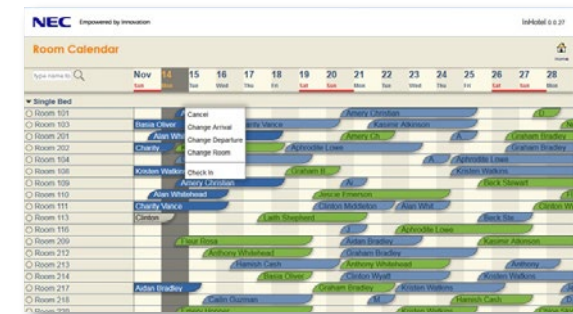 NEC Empowered by Innovation InHotel 0.0.27
Room Calendar Home
type name to
Nov 14 15 16 17 18 19 20 21 22 23 24 25 26 27 28
Sun Mon Tue Wed Thu Fri Sat Sun Mon Tue Wed Thu Fri Sat Sun Mon
Single Bed
Room 101 Amery Christian D
Cancel
Room 103 Basia Oliver Charity Vance Kasimir Atkinson
Change Arrival
Room 201 Alan Amery Ch A Graham Bradley
Change Departure
Room 202 Charity Aphrodite Lowe Graham Bradley
Change Room
Room 104 A Aphrodite Lowe
Room 108 Kristen Graham B Kristen Watkins
Check In
Room 109 Amery Christian N Beck Stewart
Room 110 Alan Whitehead Jescie Emerson
Room 111 Charity Vance Clinton Middleton Alan Whit Clinton
Room 113 Clinton Leith Shepherd Beck Ste
Room 116 J Aphrodite Lowe
Room 209 Fleur Rosa Aidan Bradley Kasimir Atkinson
Room 212 Anthony Whitehead Graham Bradley
Room 213 Hamish Cash Anthony Whitehead Anthony
Room 214 Basia Oliver Clinton Wyatt Kristen Watkins
Room 217 Aidan Bradley Graham Bradley Kristen Watkins
Room 218 Cailin Guzman M Hamish Cash D